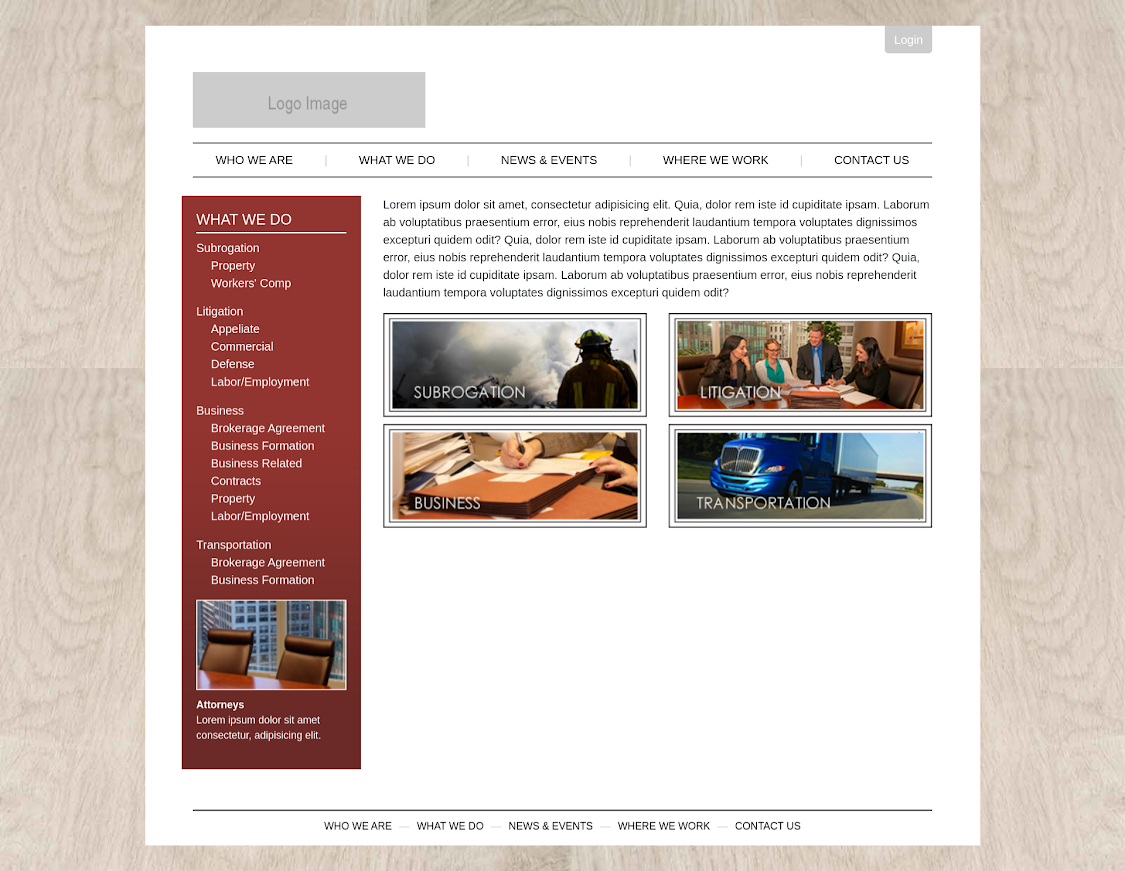 Login
Logo Image
WHO WE ARE | WHAT WE DO | NEWS & EVENTS | WHERE WE WORK | CONTACT US
WHAT WE DO
Subrogation
Property
Workers' Comp
Litigation
Appeliate
Commercial
Defense
Labor/Employment
Business
Brokerage Agreement
Business Formation
Business Related
Contracts
Property
Labor/Employment
Transportation
Brokerage Agreement
Business Formation
Attorneys
Lorem ipsum dolor sit amet
consectetur, adipisicing elit.
Lorem ipsum dolor sit amet, consectetur adipisicing elit. Quia, dolor rem iste id cupiditate ipsam. Laborum
ab voluptatibus praesentium error, eius nobis reprehenderit laudantium tempora voluptates dignissimos
excepturi quidem odit? Quia, dolor rem iste id cupiditate ipsam. Laborum ab voluptatibus praesentium
error, eius nobis reprehenderit laudantium tempora voluptates dignissimos excepturi quidem odit? Quia,
dolor rem iste id cupiditate ipsam. Laborum ab voluptatibus praesentium error, eius nobis reprehenderit
laudantium tempora voluptates dignissimos excepturi quidem odit?
SUBROGATION
LITIGATION
BUSINESS
TRANSPORTATION
WHO WE ARE — WHAT WE DO — NEWS & EVENTS — WHERE WE WORK — CONTACT US